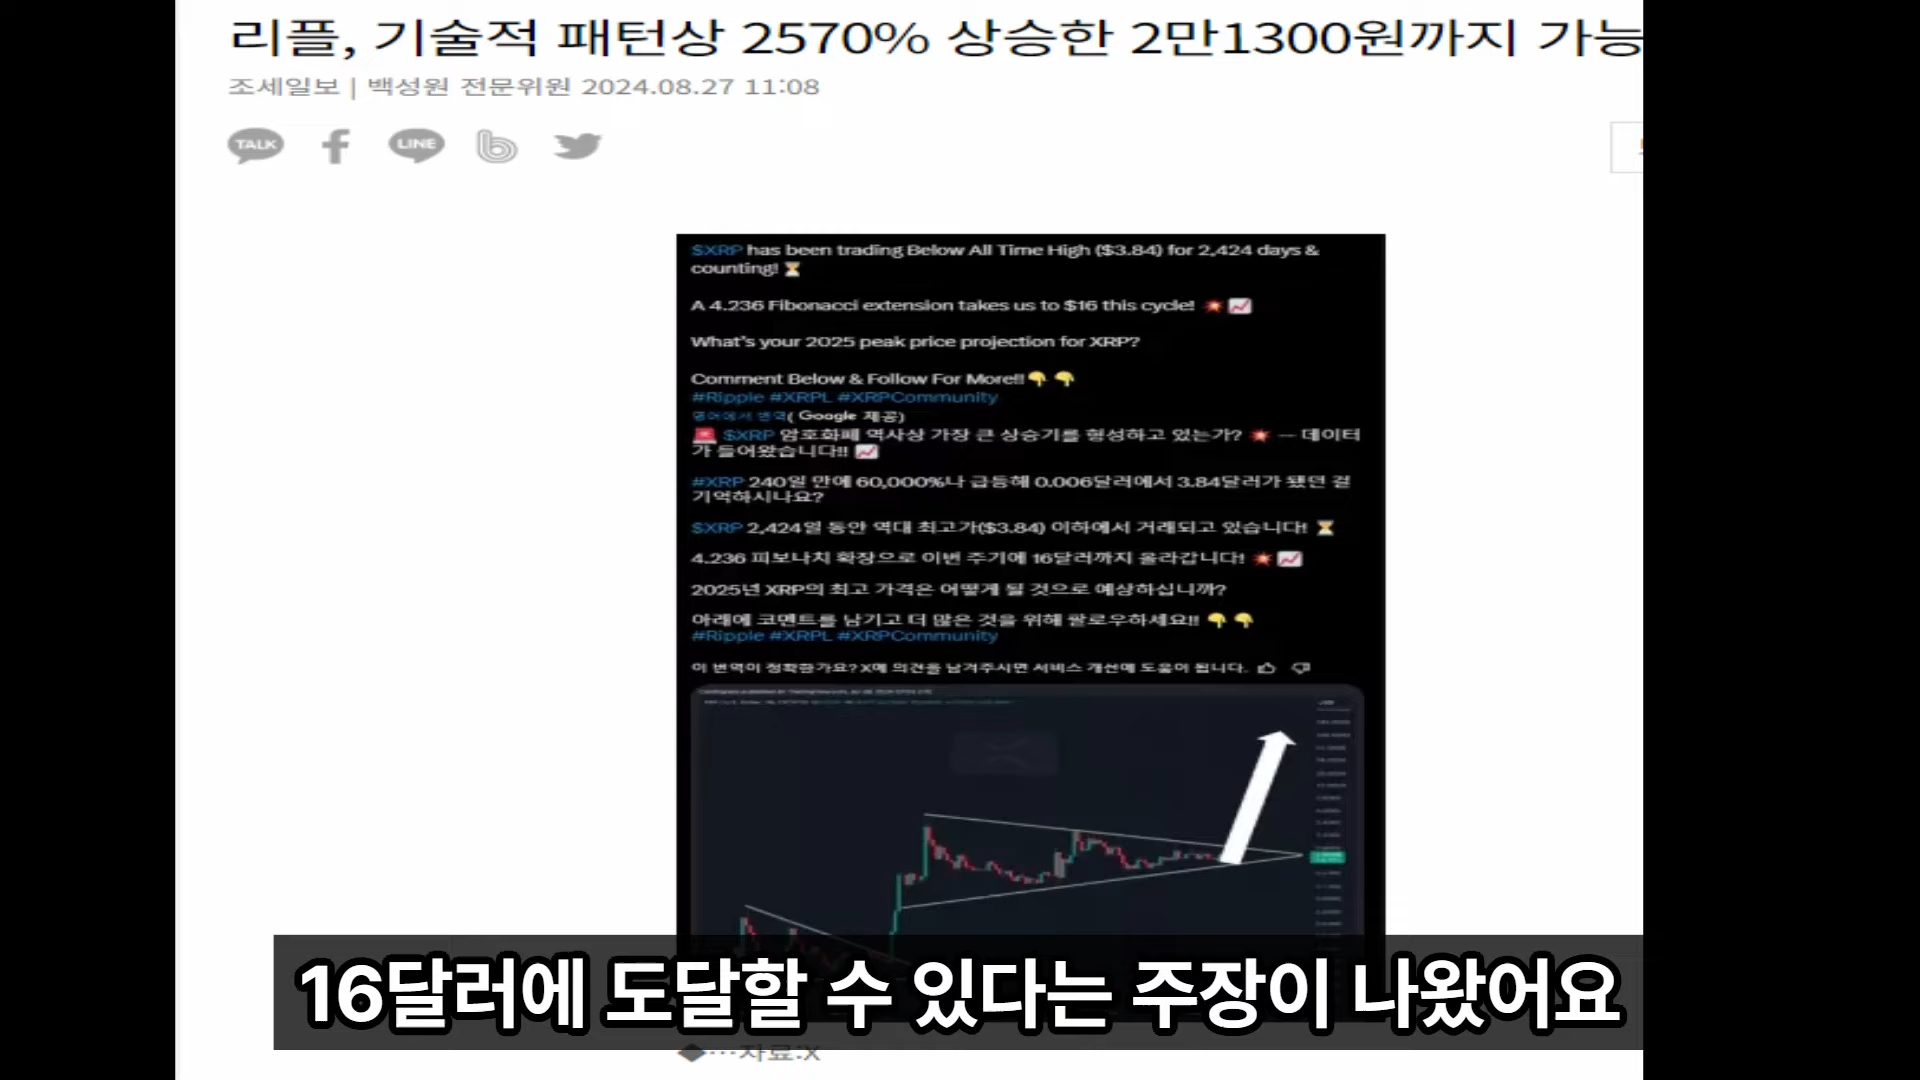 리플, 기술적 패턴상 2570% 상승한 2만1300원까지 가능
조세일보 | 백성원 전문위원 2024.08.27 11:08
TALK
LINE
$XRP has been trading Below All Time High ($3.84) for 2,424 days &
counting! ⏳
A 4.236 Fibonacci extension takes us to $16 this cycle! 💥📈
What's your 2025 peak price projection for XRP?
Comment Below & Follow For More!! 👇👇
#Ripple #XRPL #XRPCommunity
영어에서 번역( Google 제공)
🚨 $XRP 암호화폐 역사상 가장 큰 상승기를 형성하고 있는가? 💥 — 데이터
가 들어왔습니다!! 📈
#XRP 240일 만에 60,000%나 급등해 0.006달러에서 3.84달러가 됐던 걸
기억하시나요?
$XRP 2,424일 동안 역대 최고가($3.84) 이하에서 거래되고 있습니다! ⏳
4.236 피보나치 확장으로 이번 주기에 16달러까지 올라갑니다! 💥📈
2025년 XRP의 최고 가격은 어떻게 될 것으로 예상하십니까?
아래에 코멘트를 남기고 더 많은 것을 위해 팔로우하세요!! 👇👇
#Ripple #XRPL #XRPCommunity
이 번역이 정확한가요? X에 의견을 남겨주시면 서비스 개선에 도움이 됩니다.
16달러에 도달할 수 있다는 주장이 나왔어요
◆…자료:X